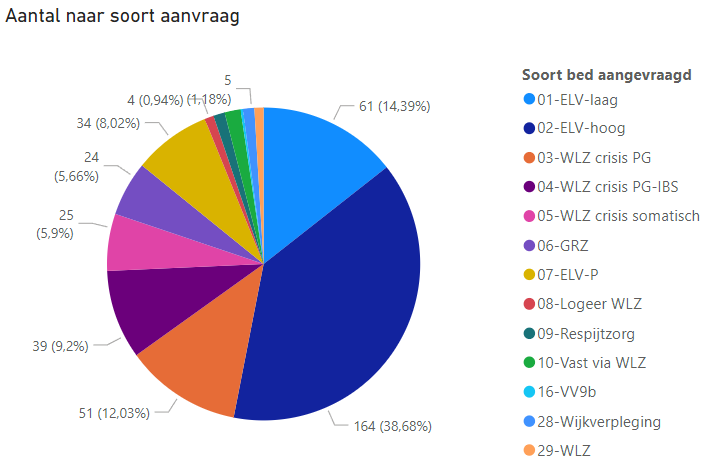 Aantal naar soort aanvraag
5
4 (0,94%)
(1,18%)
34 (8,02%)
24
(5,66%)
25
(5,9%)
39 (9,2%)
51 (12,03%)
164 (38,68%)
61 (14,39%)
Soort bed aangevraagd
01-ELV-laag
02-ELV-hoog
03-WLZ crisis PG
04-WLZ crisis PG-IBS
05-WLZ crisis somatisch
06-GRZ
07-ELV-P
08-Logeer WLZ
09-Respijtzorg
10-Vast via WLZ
16-VV9b
28-Wijkverpleging
29-WLZ